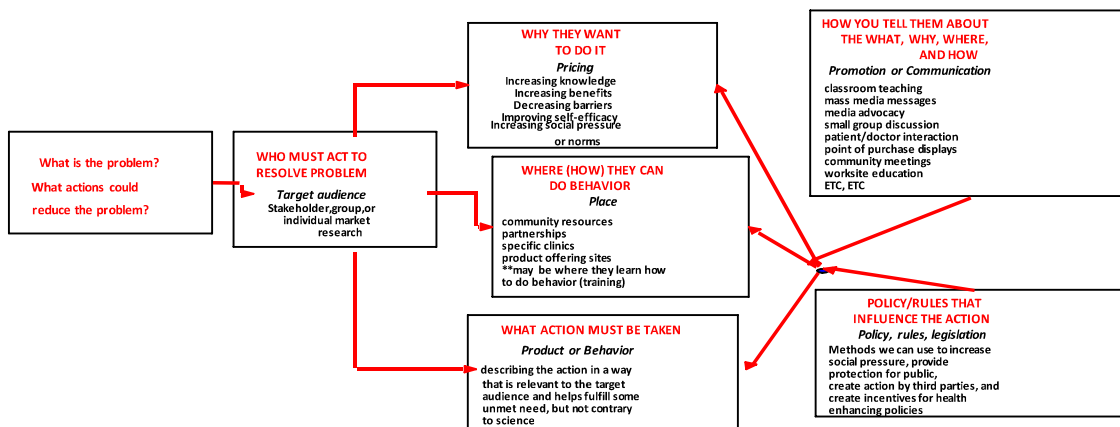 What is the problem?
What actions could
reduce the problem?
WHO MUST ACT TO
RESOLVE PROBLEM
Target audience
Stakeholder,group,or
individual market
research
WHY THEY WANT
TO DO IT
Pricing
Increasing knowledge
Increasing benefits
Decreasing barriers
Improving self-efficacy
Increasing social pressure
or norms
WHERE (HOW) THEY CAN
DO BEHAVIOR
Place
community resources
partnerships
specific clinics
product offering sites
**may be where they learn how
to do behavior (training)
WHAT ACTION MUST BE TAKEN
Product or Behavior
describing the action in a way
that is relevant to the target
audience and helps fulfill some
unmet need, but not contrary
to science
HOW YOU TELL THEM ABOUT
THE WHAT, WHY, WHERE,
AND HOW
Promotion or Communication
classroom teaching
mass media messages
media advocacy
small group discussion
patient/doctor interaction
point of purchase displays
community meetings
worksite education
ETC, ETC
POLICY/RULES THAT
INFLUENCE THE ACTION
Policy, rules, legislation
Methods we can use to increase
social pressure, provide
protection for public,
create action by third parties, and
create incentives for health
enhancing policies